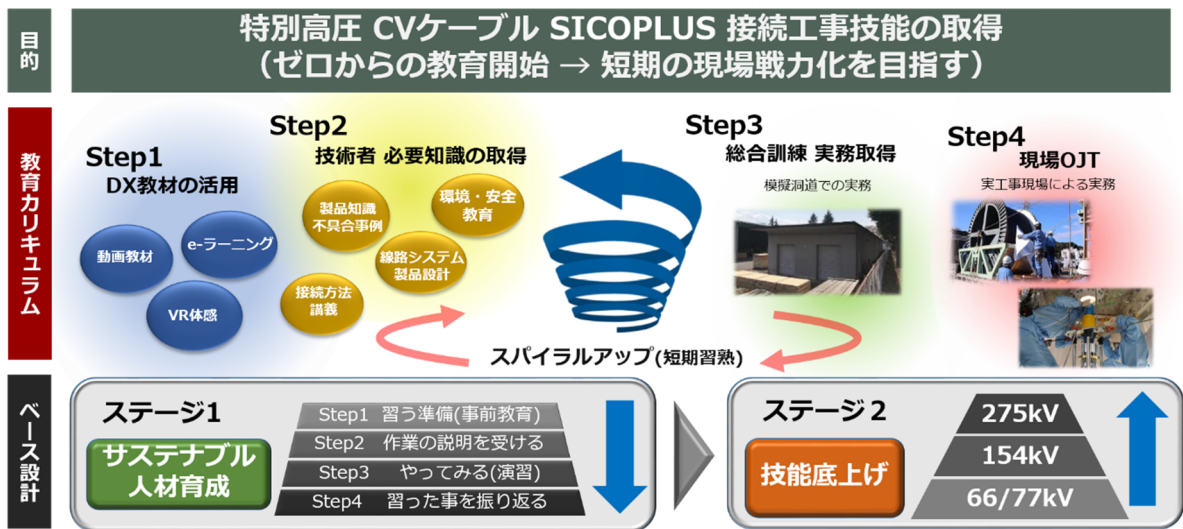 目的
特別高圧 CVケーブル SICOPLUS 接続工事技能の取得
（ゼロからの教育開始 → 短期の現場戦力化を目指す）
教育カリキュラム
Step1
DX教材の活用
動画教材
e-ラーニング
VR体感
Step2
技術者 必要知識の取得
製品知識
不具合事例
環境・安全
教育
線路システム
製品設計
接続方法
講義
スパイラルアップ(短期習熟)
Step3
総合訓練 実務取得
模擬洞道での実務
Step4
現場OJT
実工事現場による実務
ベース設計
ステージ1
サステナブル
人材育成
Step1 習う準備(事前教育)
Step2 作業の説明を受ける
Step3 やってみる(演習)
Step4 習った事を振り返る
ステージ２
技能底上げ
275kV
154kV
66/77kV